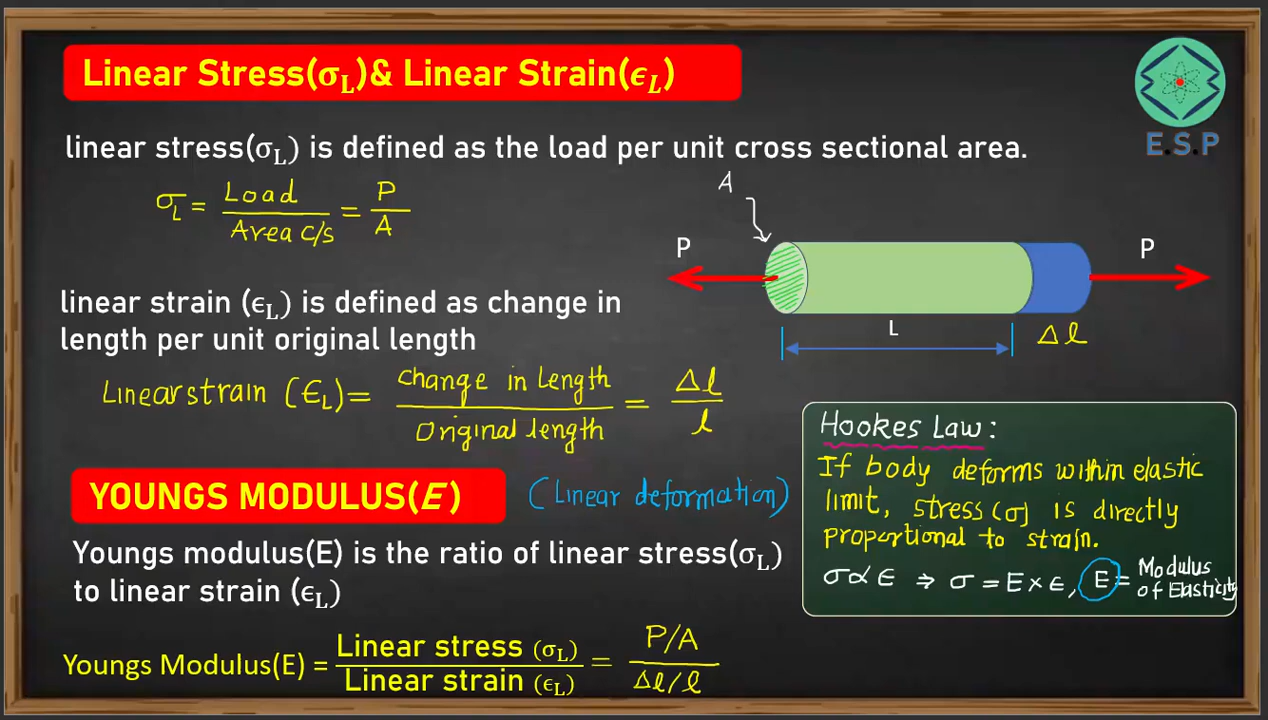 Linear Stress(σL)& Linear Strain(ϵL)
E.S.P
linear stress(σL) is defined as the load per unit cross sectional area.
σL = Load / Area c/s = P / A
A
P
P
L
Δl
linear strain (ϵL) is defined as change in
length per unit original length
Linear strain (ϵL) = change in Length / Original length = Δl / l
YOUNGS MODULUS(E)
(Linear deformation)
Youngs modulus(E) is the ratio of linear stress(σL)
to linear strain (ϵL)
Youngs Modulus(E) = Linear stress (σL) / Linear strain (ϵL) = P/A / Δl/l
Hookes Law:
If body deforms within elastic
limit, stress(σ) is directly
proportional to strain.
σ∝ϵ ⇒ σ = E×ϵ, E = Modulus
of Elasticity